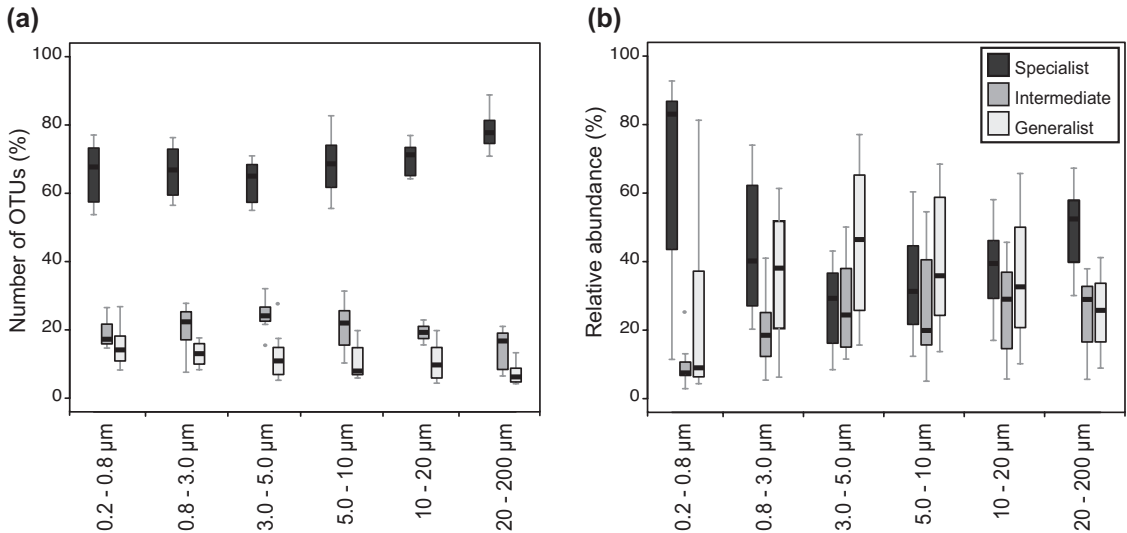 (a)
Number of OTUs (%)
100
80
60
40
20
0
0.2 - 0.8 µm
0.8 - 3.0 µm
3.0 - 5.0 µm
5.0 - 10 µm
10 - 20 µm
20 - 200 µm
(b)
Relative abundance (%)
100
80
60
40
20
0
Specialist
Intermediate
Generalist
0.2 - 0.8 µm
0.8 - 3.0 µm
3.0 - 5.0 µm
5.0 - 10 µm
10 - 20 µm
20 - 200 µm